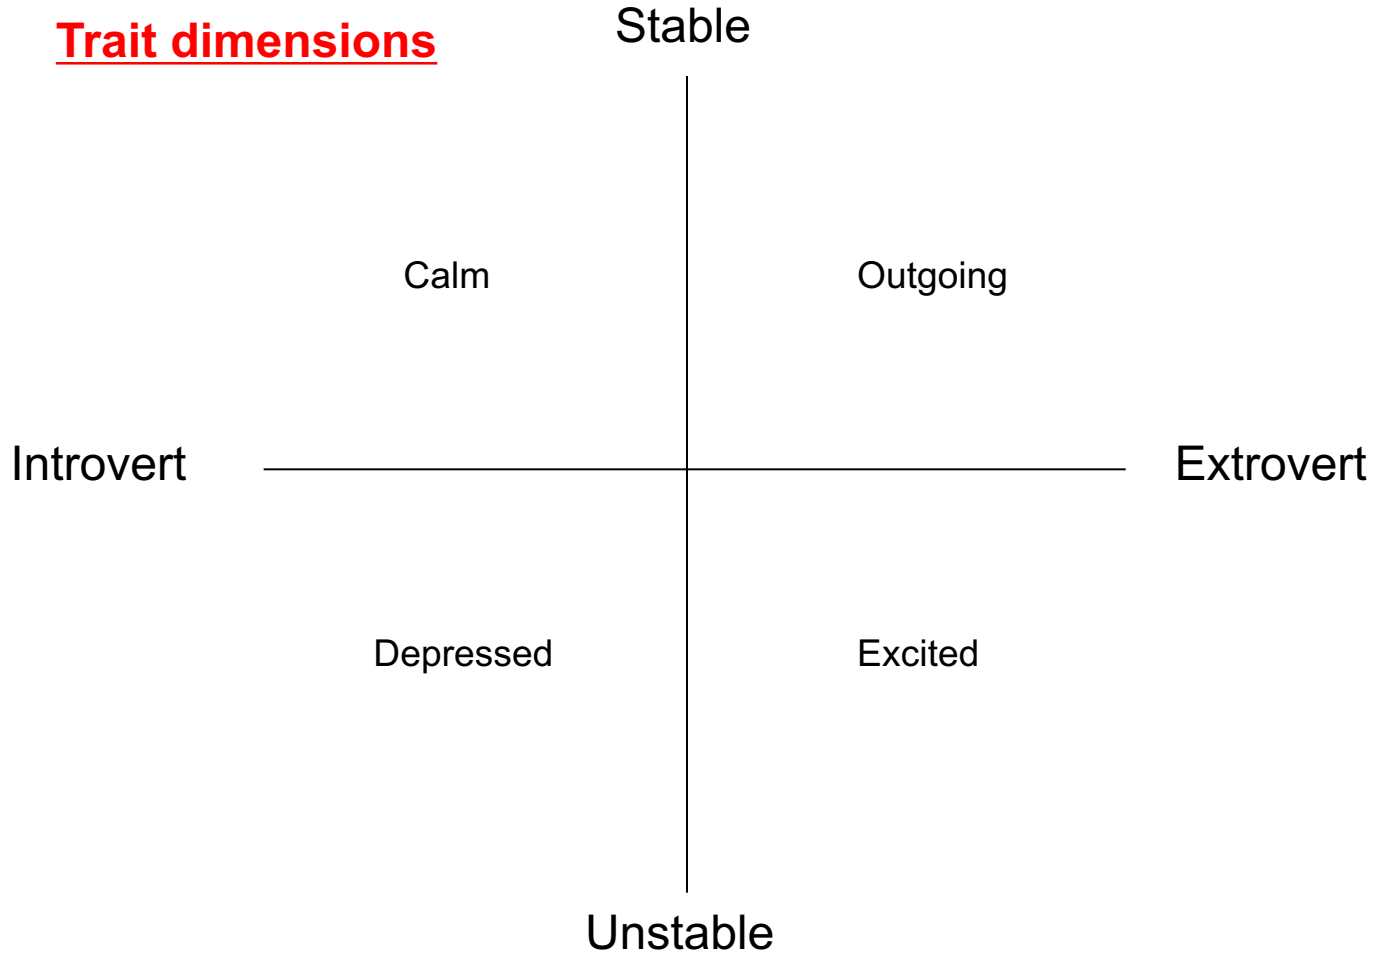 Trait dimensions
Stable
Calm
Outgoing
Introvert
Extrovert
Depressed
Excited
Unstable